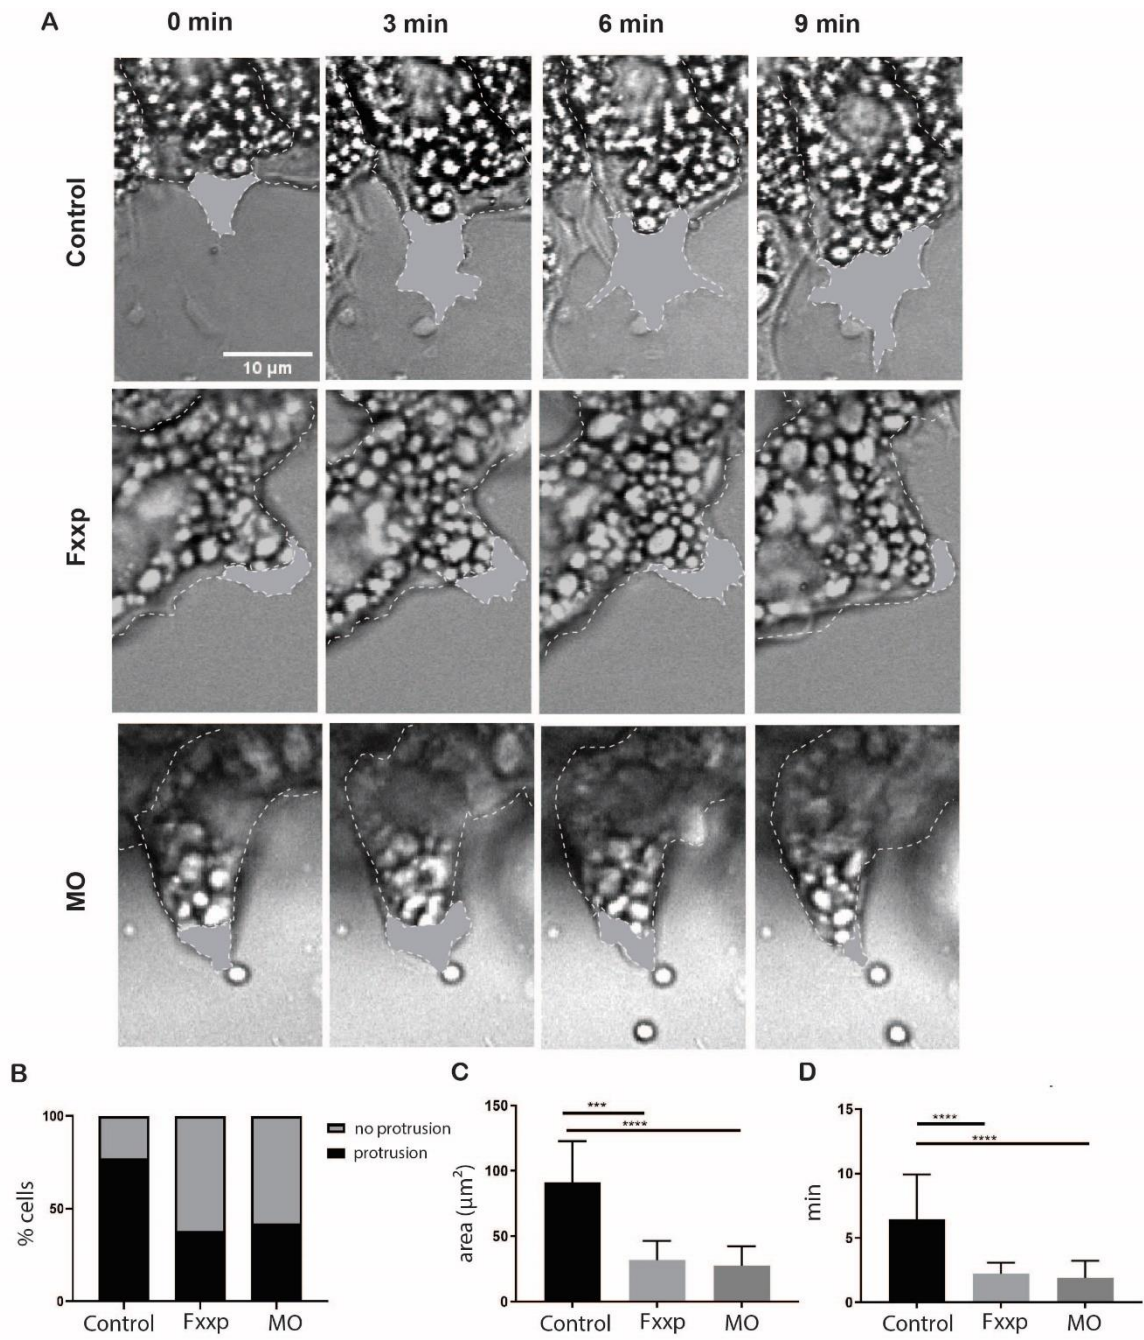 A
0 min 3 min 6 min 9 min
Control
10 µm
Fxxp
MO
B
% cells
100
50
0
Control Fxxp MO
no protrusion
protrusion
C
area (µm²)
150
100
50
0
***
****
Control Fxxp MO
D
min
15
10
5
0
****
****
Control Fxxp MO